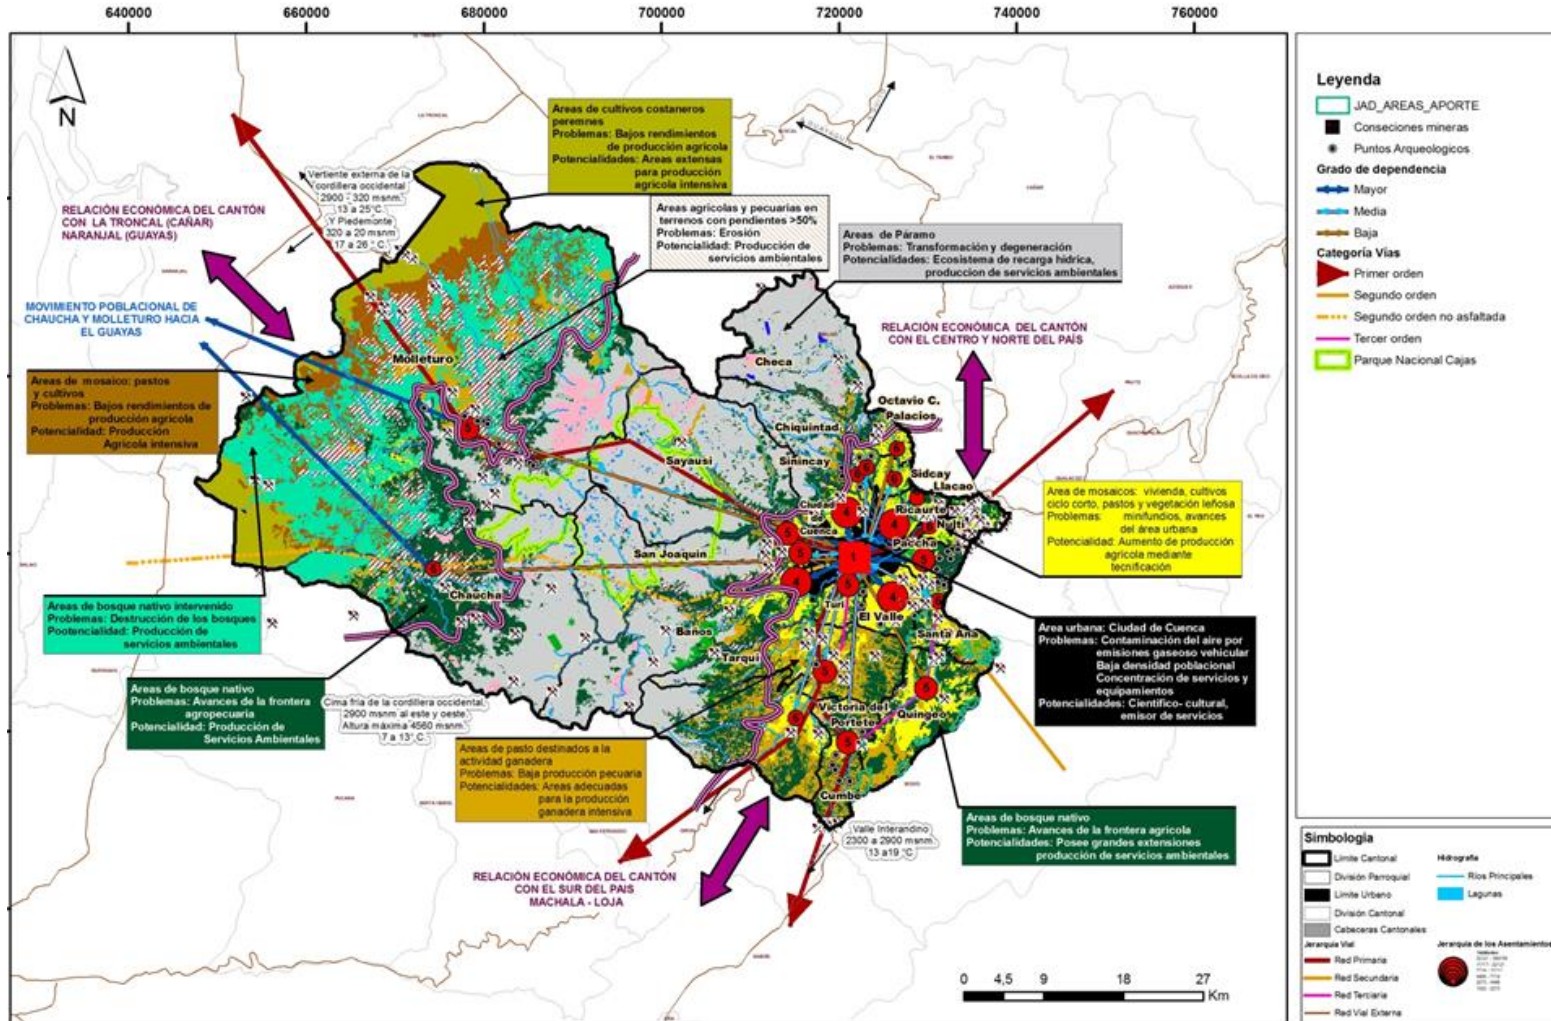 640000
660000
680000
700000
720000
740000
760000
N
LA TRONCAL
Areas de cultivos costaneros
peremnes
Problemas: Bajos rendimientos
de producción agrícola
Potencialidades: Areas extensas
para producción
agrícola intensiva
Vertiente externa de la
cordillera occidental
2900 - 320 msnm.
13 a 25°C
Y Piedemonte
320 a 20 msnm
17 a 26 °C
RELACIÓN ECONÓMICA DEL CANTÓN
CON LA TRONCAL (CAÑAR)
NARANJAL (GUAYAS)
Areas agrícolas y pecuarias en
terrenos con pendientes >50%
Problemas: Erosión
Potencialidad: Producción de
servicios ambientales
Areas de Páramo
Problemas: Transformación y degeneración
Potencialidades: Ecosistema de recarga hídrica,
produccion de servicios ambientales
MOVIMIENTO POBLACIONAL DE
CHAUCHA Y MOLLETURO HACIA
EL GUAYAS
RELACIÓN ECONÓMICA DEL CANTÓN
CON EL CENTRO Y NORTE DEL PAÍS
Molleturo
Checa
Areas de mosaico: pastos
y cultivos
Problemas: Bajos rendimientos de
producción agrícola
Potencialidad: Producción
Agrícola intensiva
Octavio C.
Palacios
Chiquintad
Sayausi
Sinincay
Sidcay
Llacao
Ricaurte
Nulti
Ciudad
de
Cuenca
Paccha
San Joaquin
Area de mosaicos: vivienda, cultivos
ciclo corto, pastos y vegetación leñosa
Problemas: minifundios, avances
del área urbana
Potencialidad: Aumento de producción
agrícola mediante
tecnificación
Chaucha
Turi
El Valle
Areas de bosque nativo intervenido
Problemas: Destrucción de los bosques
Pootencialidad: Producción de
servicios ambientales
Baños
Tarqui
Santa Ana
Area urbana: Ciudad de Cuenca
Problemas: Contaminación del aire por
emisiones gaseoso vehicular
Baja densidad poblacional
Concentración de servicios y
equipamientos
Potencialidades: Científico- cultural,
emisor de servicios
Areas de bosque nativo
Problemas: Avances de la frontera
agropecuaria
Potencialidad: Producción de
Servicios Ambientales
Cima fría de la cordillera occidental,
2900 msnm al este y oeste.
Altura máxima 4560 msnm.
7 a 13°C
Victoria del
Portete
Quingeo
Areas de pasto destinados a la
actividad ganadera
Problemas: Baja producción pecuaria
Potencialidades: Areas adecuadas
para la producción
ganadera intensiva
Cumbe
Valle Interandino
2300 a 2900 msnm.
13 a19 °C
Areas de bosque nativo
Problemas: Avances de la frontera agrícola
Potencialidades: Posee grandes extensiones
producción de servicios ambientales
RELACIÓN ECONÓMICA DEL CANTÓN
CON EL SUR DEL PAIS
MACHALA - LOJA
0 4,5 9 18 27
Km
Leyenda
JAD_AREAS_APORTE
Conseciones mineras
Puntos Arqueologicos
Grado de dependencia
Mayor
Media
Baja
Categoría Vías
Primer orden
Segundo orden
Segundo orden no asfaltada
Tercer orden
Parque Nacional Cajas
Simbologia
Límite Cantonal
División Parroquial
Límite Urbano
División Cantonal
Cabeceras Cantonales
Jerarquía Vial
Red Primaria
Red Secundaria
Red Terciaria
Red Vial Externa
Hidrografía
Ríos Principales
Lagunas
Jerarquía de los Asentamientos